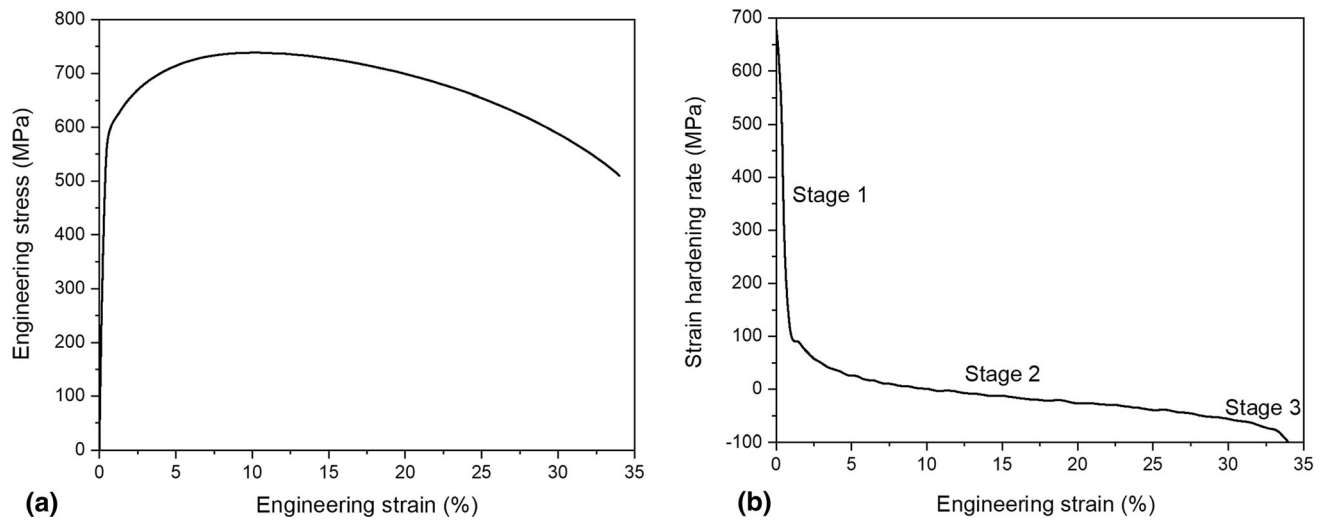 800
700
600
500
400
300
200
100
0
Engineering stress (MPa)
0 5 10 15 20 25 30 35
Engineering strain (%)
(a)
700
600
500
400
300
200
100
0
-100
Strain hardening rate (MPa)
Stage 1
Stage 2
Stage 3
0 5 10 15 20 25 30 35
Engineering strain (%)
(b)